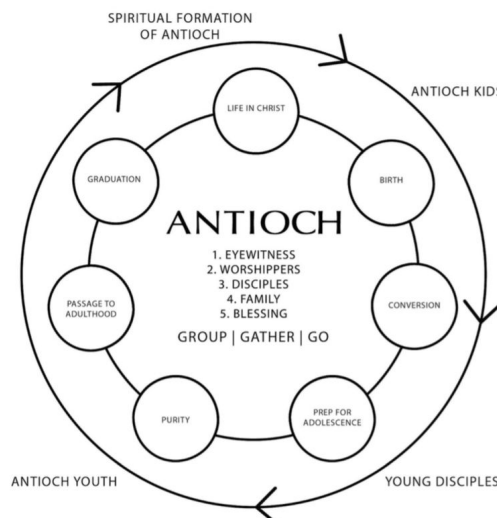 SPIRITUAL FORMATION
OF ANTIOCH
ANTIOCH KIDS
LIFE IN CHRIST
GRADUATION
BIRTH
ANTIOCH
1. EYEWITNESS
2. WORSHIPPERS
3. DISCIPLES
4. FAMILY
5. BLESSING
GROUP | GATHER | GO
PASSAGE TO
ADULTHOOD
CONVERSION
PURITY
PREP FOR
ADOLESCENCE
ANTIOCH YOUTH
YOUNG DISCIPLES